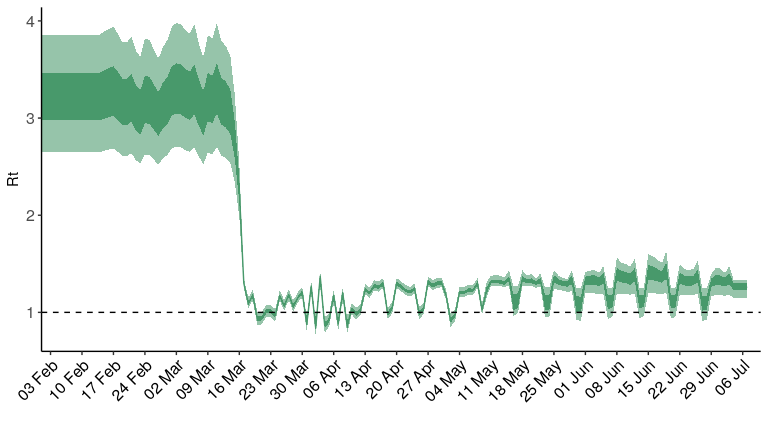 4
3
2
1
Rt
03 Feb
10 Feb
17 Feb
24 Feb
02 Mar
09 Mar
16 Mar
23 Mar
30 Mar
06 Apr
13 Apr
20 Apr
27 Apr
04 May
11 May
18 May
25 May
01 Jun
08 Jun
15 Jun
22 Jun
29 Jun
06 Jul